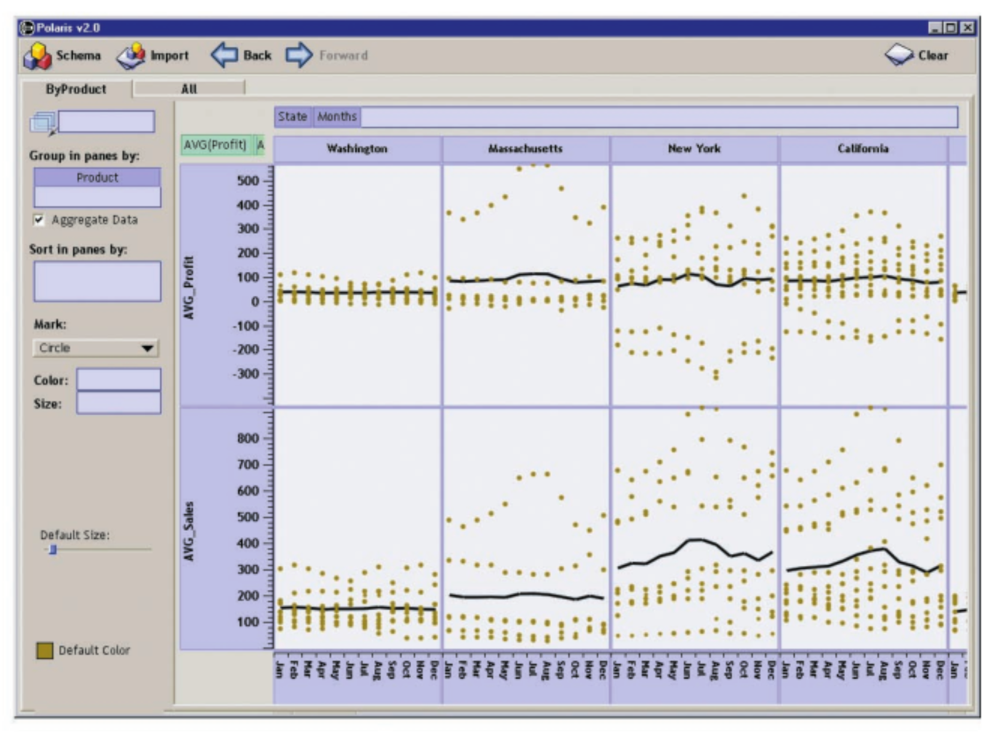 Polaris v2.0
Schema Import Back Forward Clear
ByProduct All
State Months
AVG(Profit) A
Washington Massachusetts New York California
Group in panes by:
Product
Aggregate Data
Sort in panes by:
Mark:
Circle
Color:
Size:
Default Size:
Default Color
AVG_Profit
500
400
300
200
100
0
-100
-200
-300
AVG_Sales
800
700
600
500
400
300
200
100
Jan Feb Mar Apr May Jun Jul Aug Sep Oct Nov Dec Jan Feb Mar Apr May Jun Jul Aug Sep Oct Nov Dec Jan Feb Mar Apr May Jun Jul Aug Sep Oct Nov Dec Jan Feb Mar Apr May Jun Jul Aug Sep Oct Nov Dec Jan